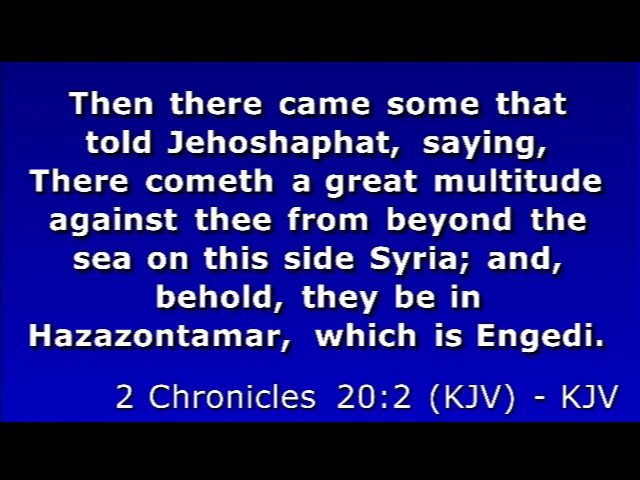 Then there came some that
told Jehoshaphat, saying,
There cometh a great multitude
against thee from beyond the
sea on this side Syria; and,
behold, they be in
Hazazontamar, which is Engedi.
2 Chronicles 20:2 (KJV) - KJV